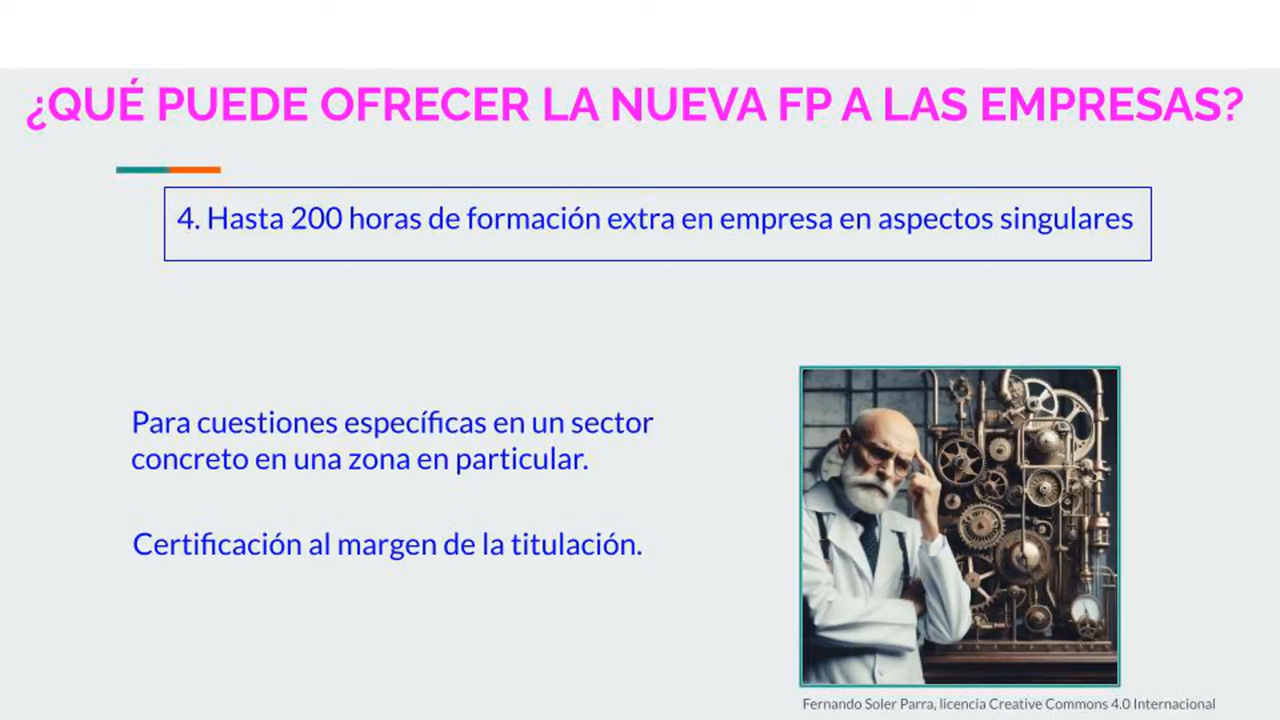 ¿QUÉ PUEDE OFRECER LA NUEVA FP A LAS EMPRESAS?
4. Hasta 200 horas de formación extra en empresa en aspectos singulares
Para cuestiones específicas en un sector
concreto en una zona en particular.
Certificación al margen de la titulación.
Fernando Soler Parra, licencia Creative Commons 4.0 Internacional